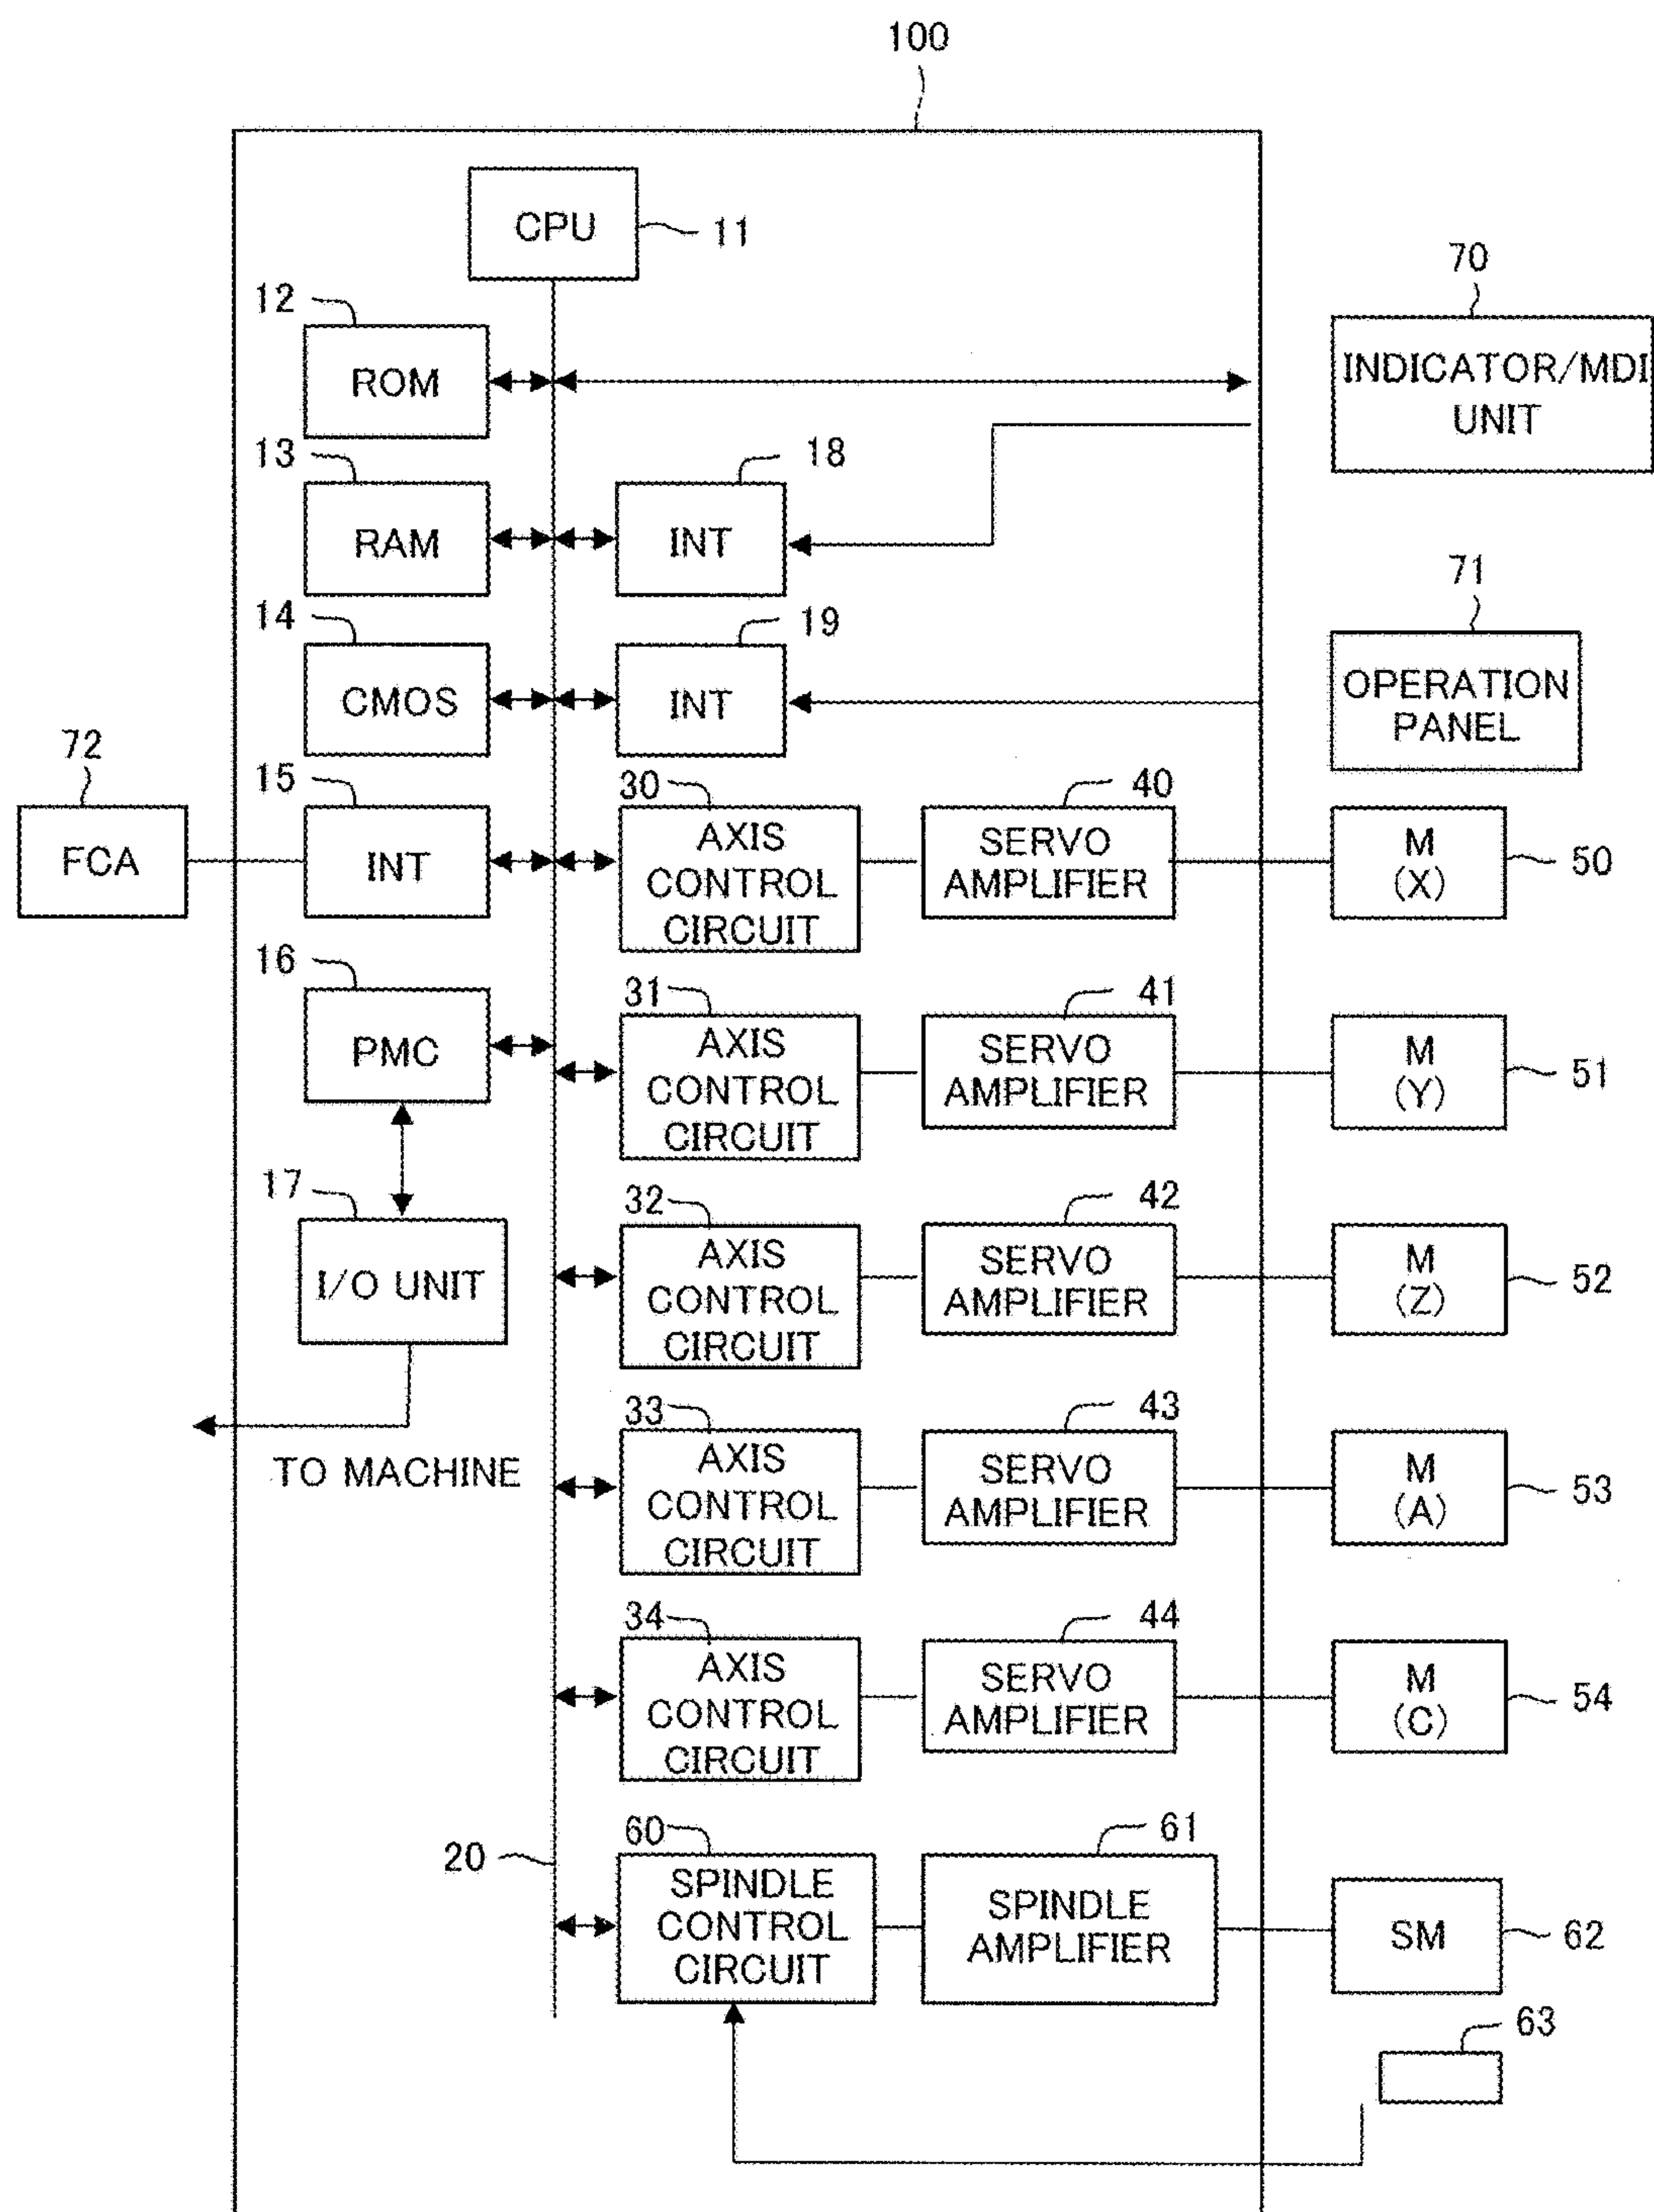 100
CPU
11
70
INDICATOR/MDI
UNIT
12
ROM
13
RAM
18
INT
71
OPERATION
PANEL
14
CMOS
19
INT
72
FCA
15
INT
30
AXIS
CONTROL
CIRCUIT
40
SERVO
AMPLIFIER
M
(X)
50
16
PMC
31
AXIS
CONTROL
CIRCUIT
41
SERVO
AMPLIFIER
M
(Y)
51
17
I/O UNIT
TO MACHINE
32
AXIS
CONTROL
CIRCUIT
42
SERVO
AMPLIFIER
M
(Z)
52
33
AXIS
CONTROL
CIRCUIT
43
SERVO
AMPLIFIER
M
(A)
53
34
AXIS
CONTROL
CIRCUIT
44
SERVO
AMPLIFIER
M
(C)
54
20
60
SPINDLE
CONTROL
CIRCUIT
61
SPINDLE
AMPLIFIER
SM
62
63